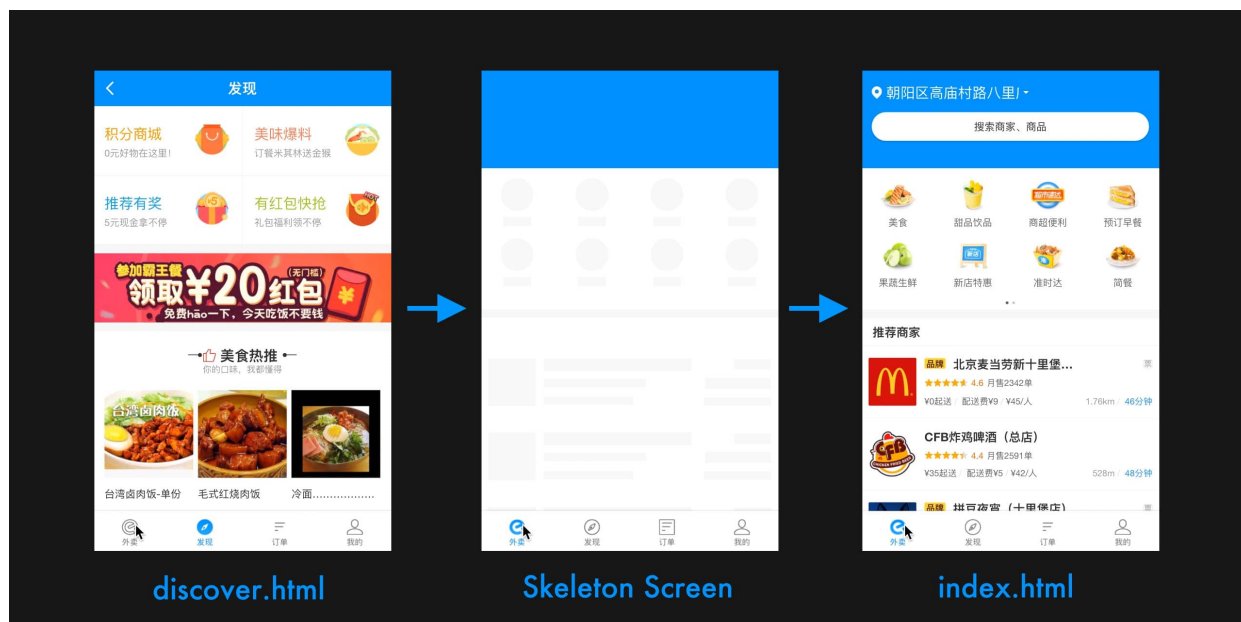 发现
积分商城
0元好物在这里!
美味爆料
订餐米其林送金猴
推荐有奖
5元现金拿不停
有红包快抢
礼包福利领不停
参加霸王餐
领取¥20红包
(无门槛)
免费hāo一下,今天吃饭不要钱
美食热推
你的口味,我都懂得
台湾卤肉饭
台湾卤肉饭-单份
毛式红烧肉饭
冷面………………
外卖
发现
订单
我的
discover.html
外卖
发现
订单
我的
Skeleton Screen
朝阳区高庙村路八里
搜索商家、商品
美食
甜品饮品
商超便利
预订早餐
果蔬生鲜
新店特惠
准时达
简餐
推荐商家
品牌 北京麦当劳新十里堡... 票
4.6 月售2342单
¥0起送 / 配送费¥9 / ¥45/人 1.76km / 46分钟
CFB
CFB炸鸡啤酒(总店)
4.4 月售2591单
¥35起送 / 配送费¥5 / ¥42/人 528m / 48分钟
外卖
发现
订单
我的
index.html